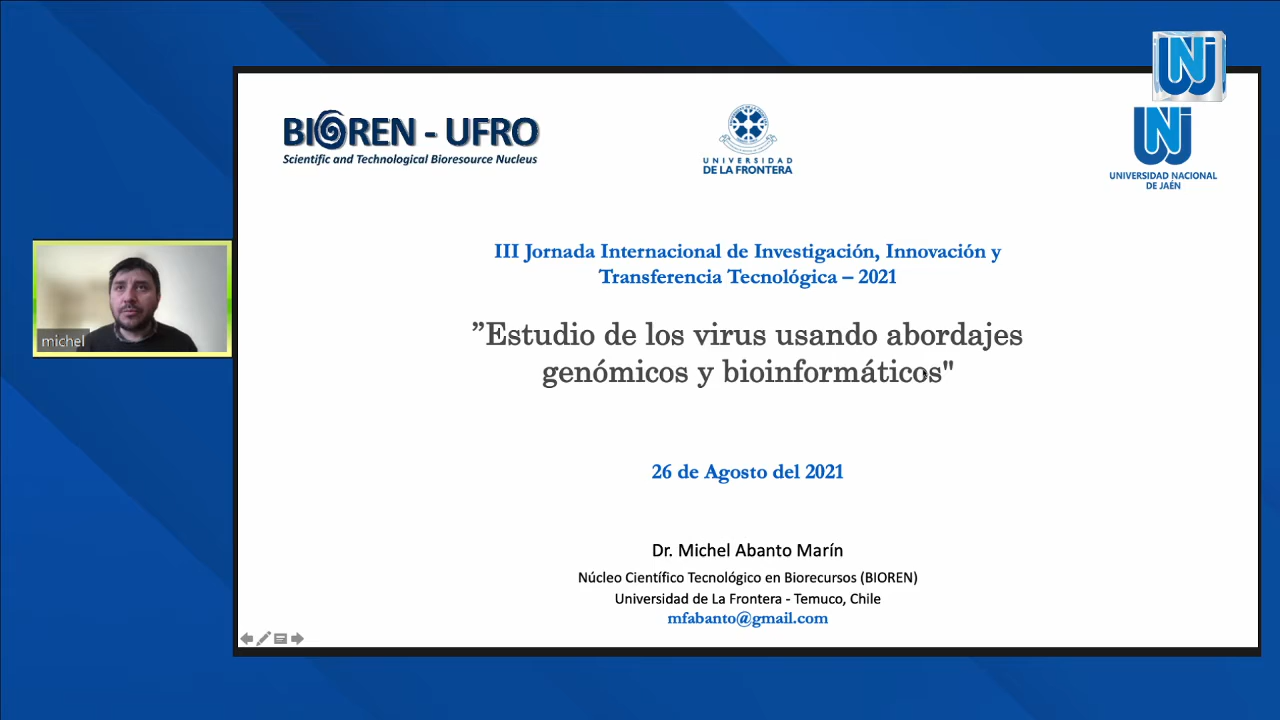 UNJ
BIOREN - UFRO
Scientific and Technological Bioresource Nucleus
UNIVERSIDAD
DE LA FRONTERA
UNJ
UNIVERSIDAD NACIONAL
DE JAÉN
III Jornada Internacional de Investigación, Innovación y
Transferencia Tecnológica – 2021
”Estudio de los virus usando abordajes
genómicos y bioinformáticos"
michel
26 de Agosto del 2021
Dr. Michel Abanto Marín
Núcleo Científico Tecnológico en Biorecursos (BIOREN)
Universidad de La Frontera - Temuco, Chile
mfabanto@gmail.com